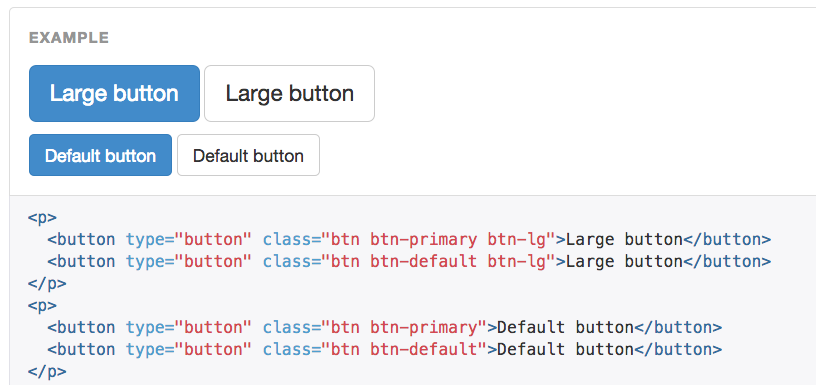 EXAMPLE
Large button Large button
Default button Default button
<p>
  <button type="button" class="btn btn-primary btn-lg">Large button</button>
  <button type="button" class="btn btn-default btn-lg">Large button</button>
</p>
<p>
  <button type="button" class="btn btn-primary">Default button</button>
  <button type="button" class="btn btn-default">Default button</button>
</p>